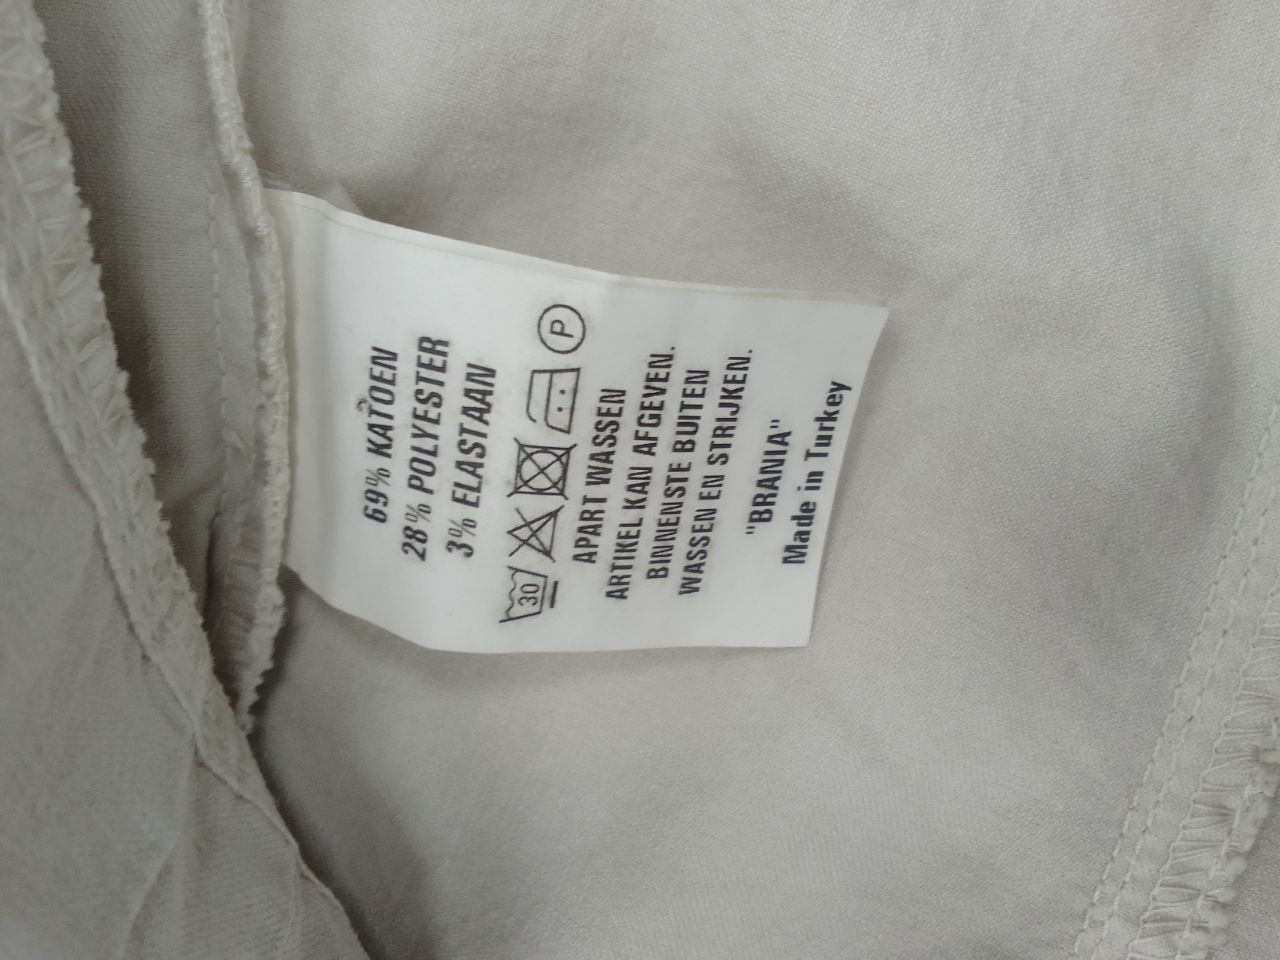 69% KATOEN
28% POLYESTER
3% ELASTAAN
30 P
APART WASSEN
ARTIKEL KAN AFGEVEN.
BINNENSTE BUITEN
WASSEN EN STRIJKEN.
"BRANIA"
Made in Turkey